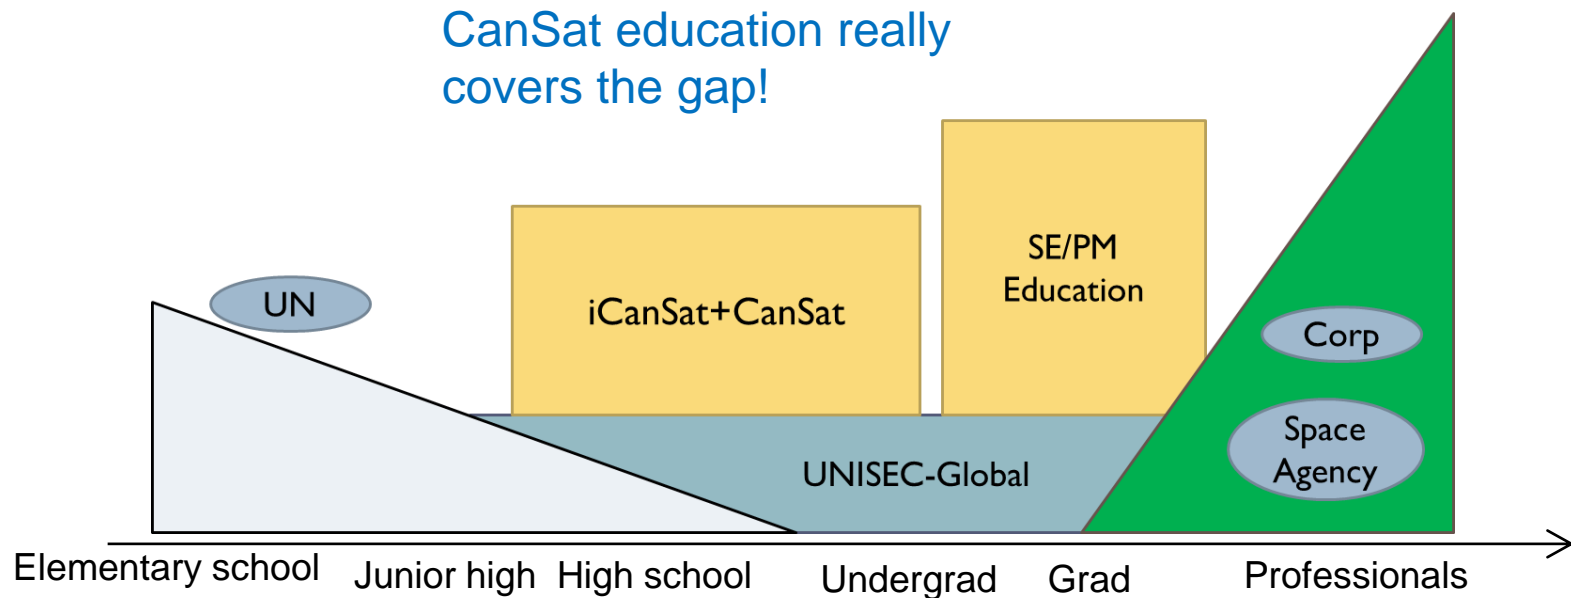 CanSat education really
covers the gap!
UN
iCanSat+CanSat
SE/PM
Education
Corp
Space
Agency
UNISEC-Global
Elementary school
Junior high
High school
Undergrad
Grad
Professionals